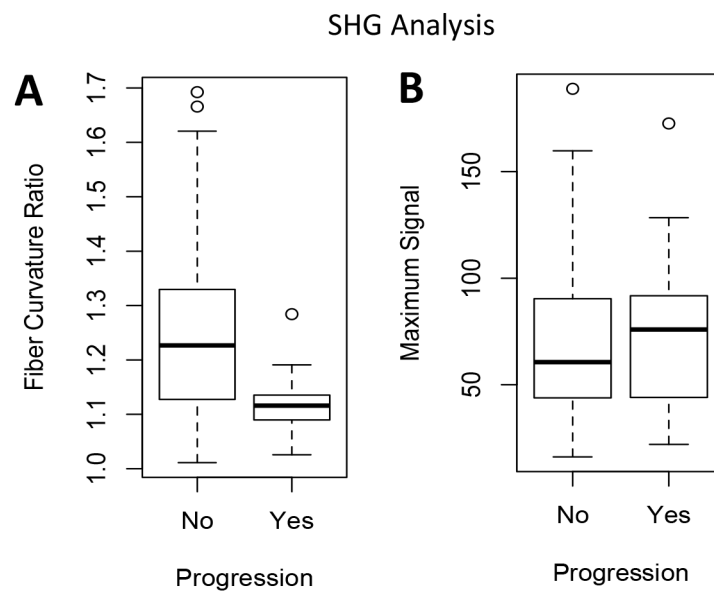 SHG Analysis
A
Fiber Curvature Ratio
1.7
1.6
1.5
1.4
1.3
1.2
1.1
1.0
No Yes
Progression
B
Maximum Signal
150
100
50
No Yes
Progression